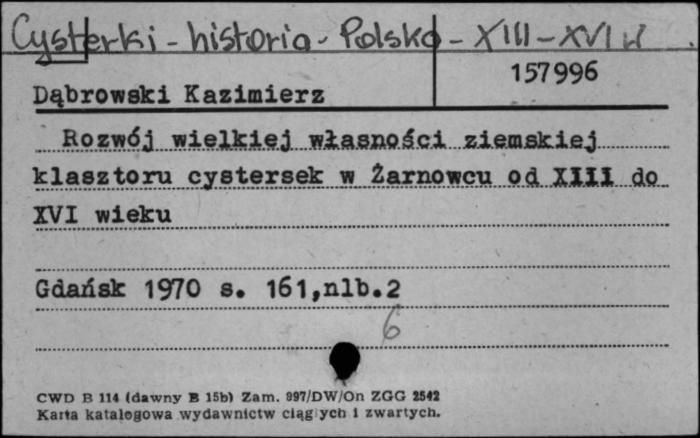 Cysterki - historia - Polska - XIII - XVI w.
157996
Dąbrowski Kazimierz
Rozwój wielkiej własności ziemskiej
klasztoru cystersek w Żarnowcu od XIII do
XVI wieku
Gdańsk 1970 s. 161,nlb.2
6
CWD B 114 (dawny B 15b) Zam. 997/DW/On ZGG 2542
Karta katalogowa wydawnictw ciągłych i zwartych.